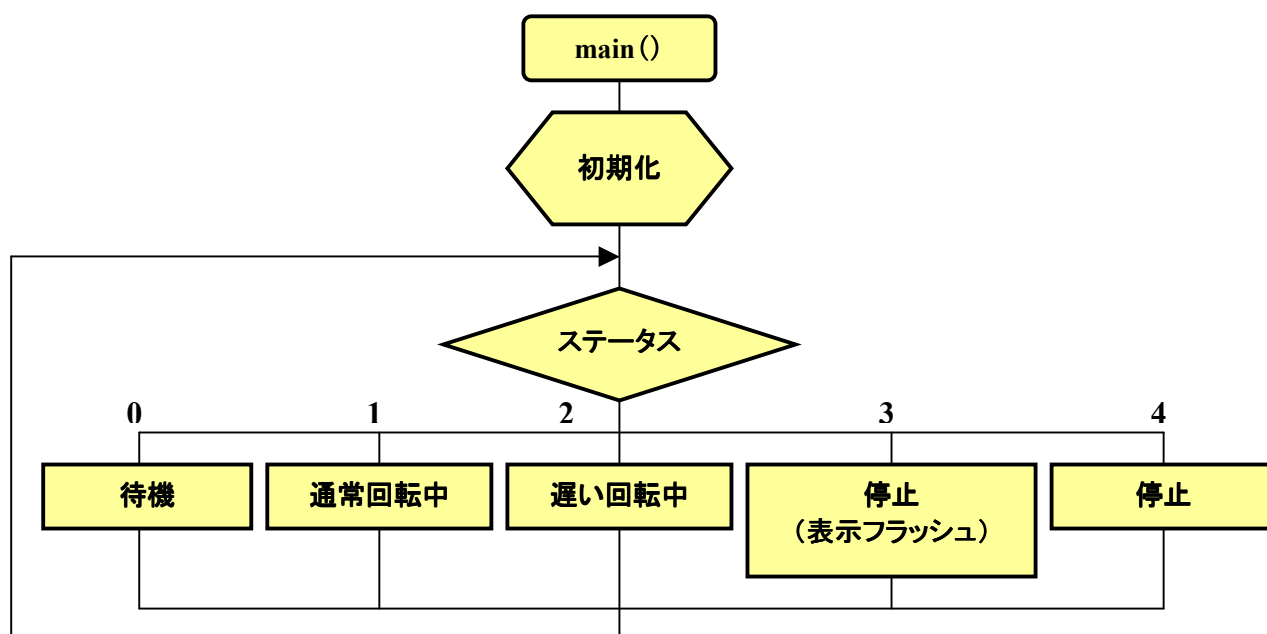 main()
初期化
ステータス
0 1 2 3 4
待機 通常回転中 遅い回転中 停止 停止
（表示フラッシュ）